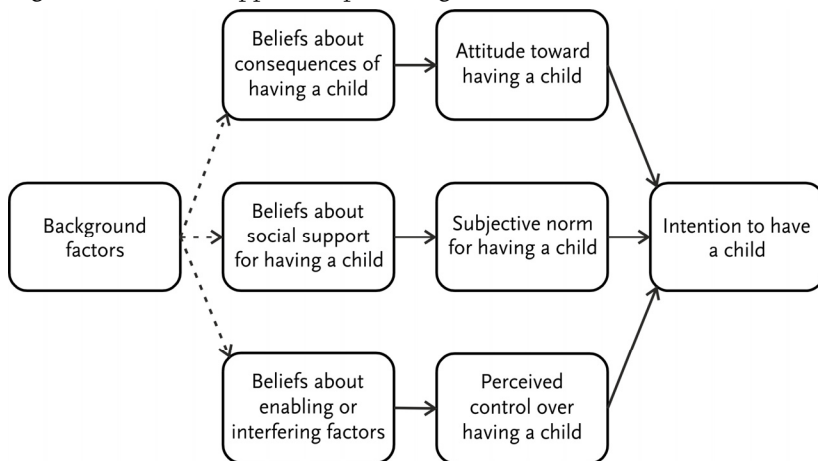 Beliefs about
consequences of
having a child
Attitude toward
having a child
Background
factors
Beliefs about
social support
for having a child
Subjective norm
for having a child
Intention to have
a child
Beliefs about
enabling or
interfering factors
Perceived
control over
having a child